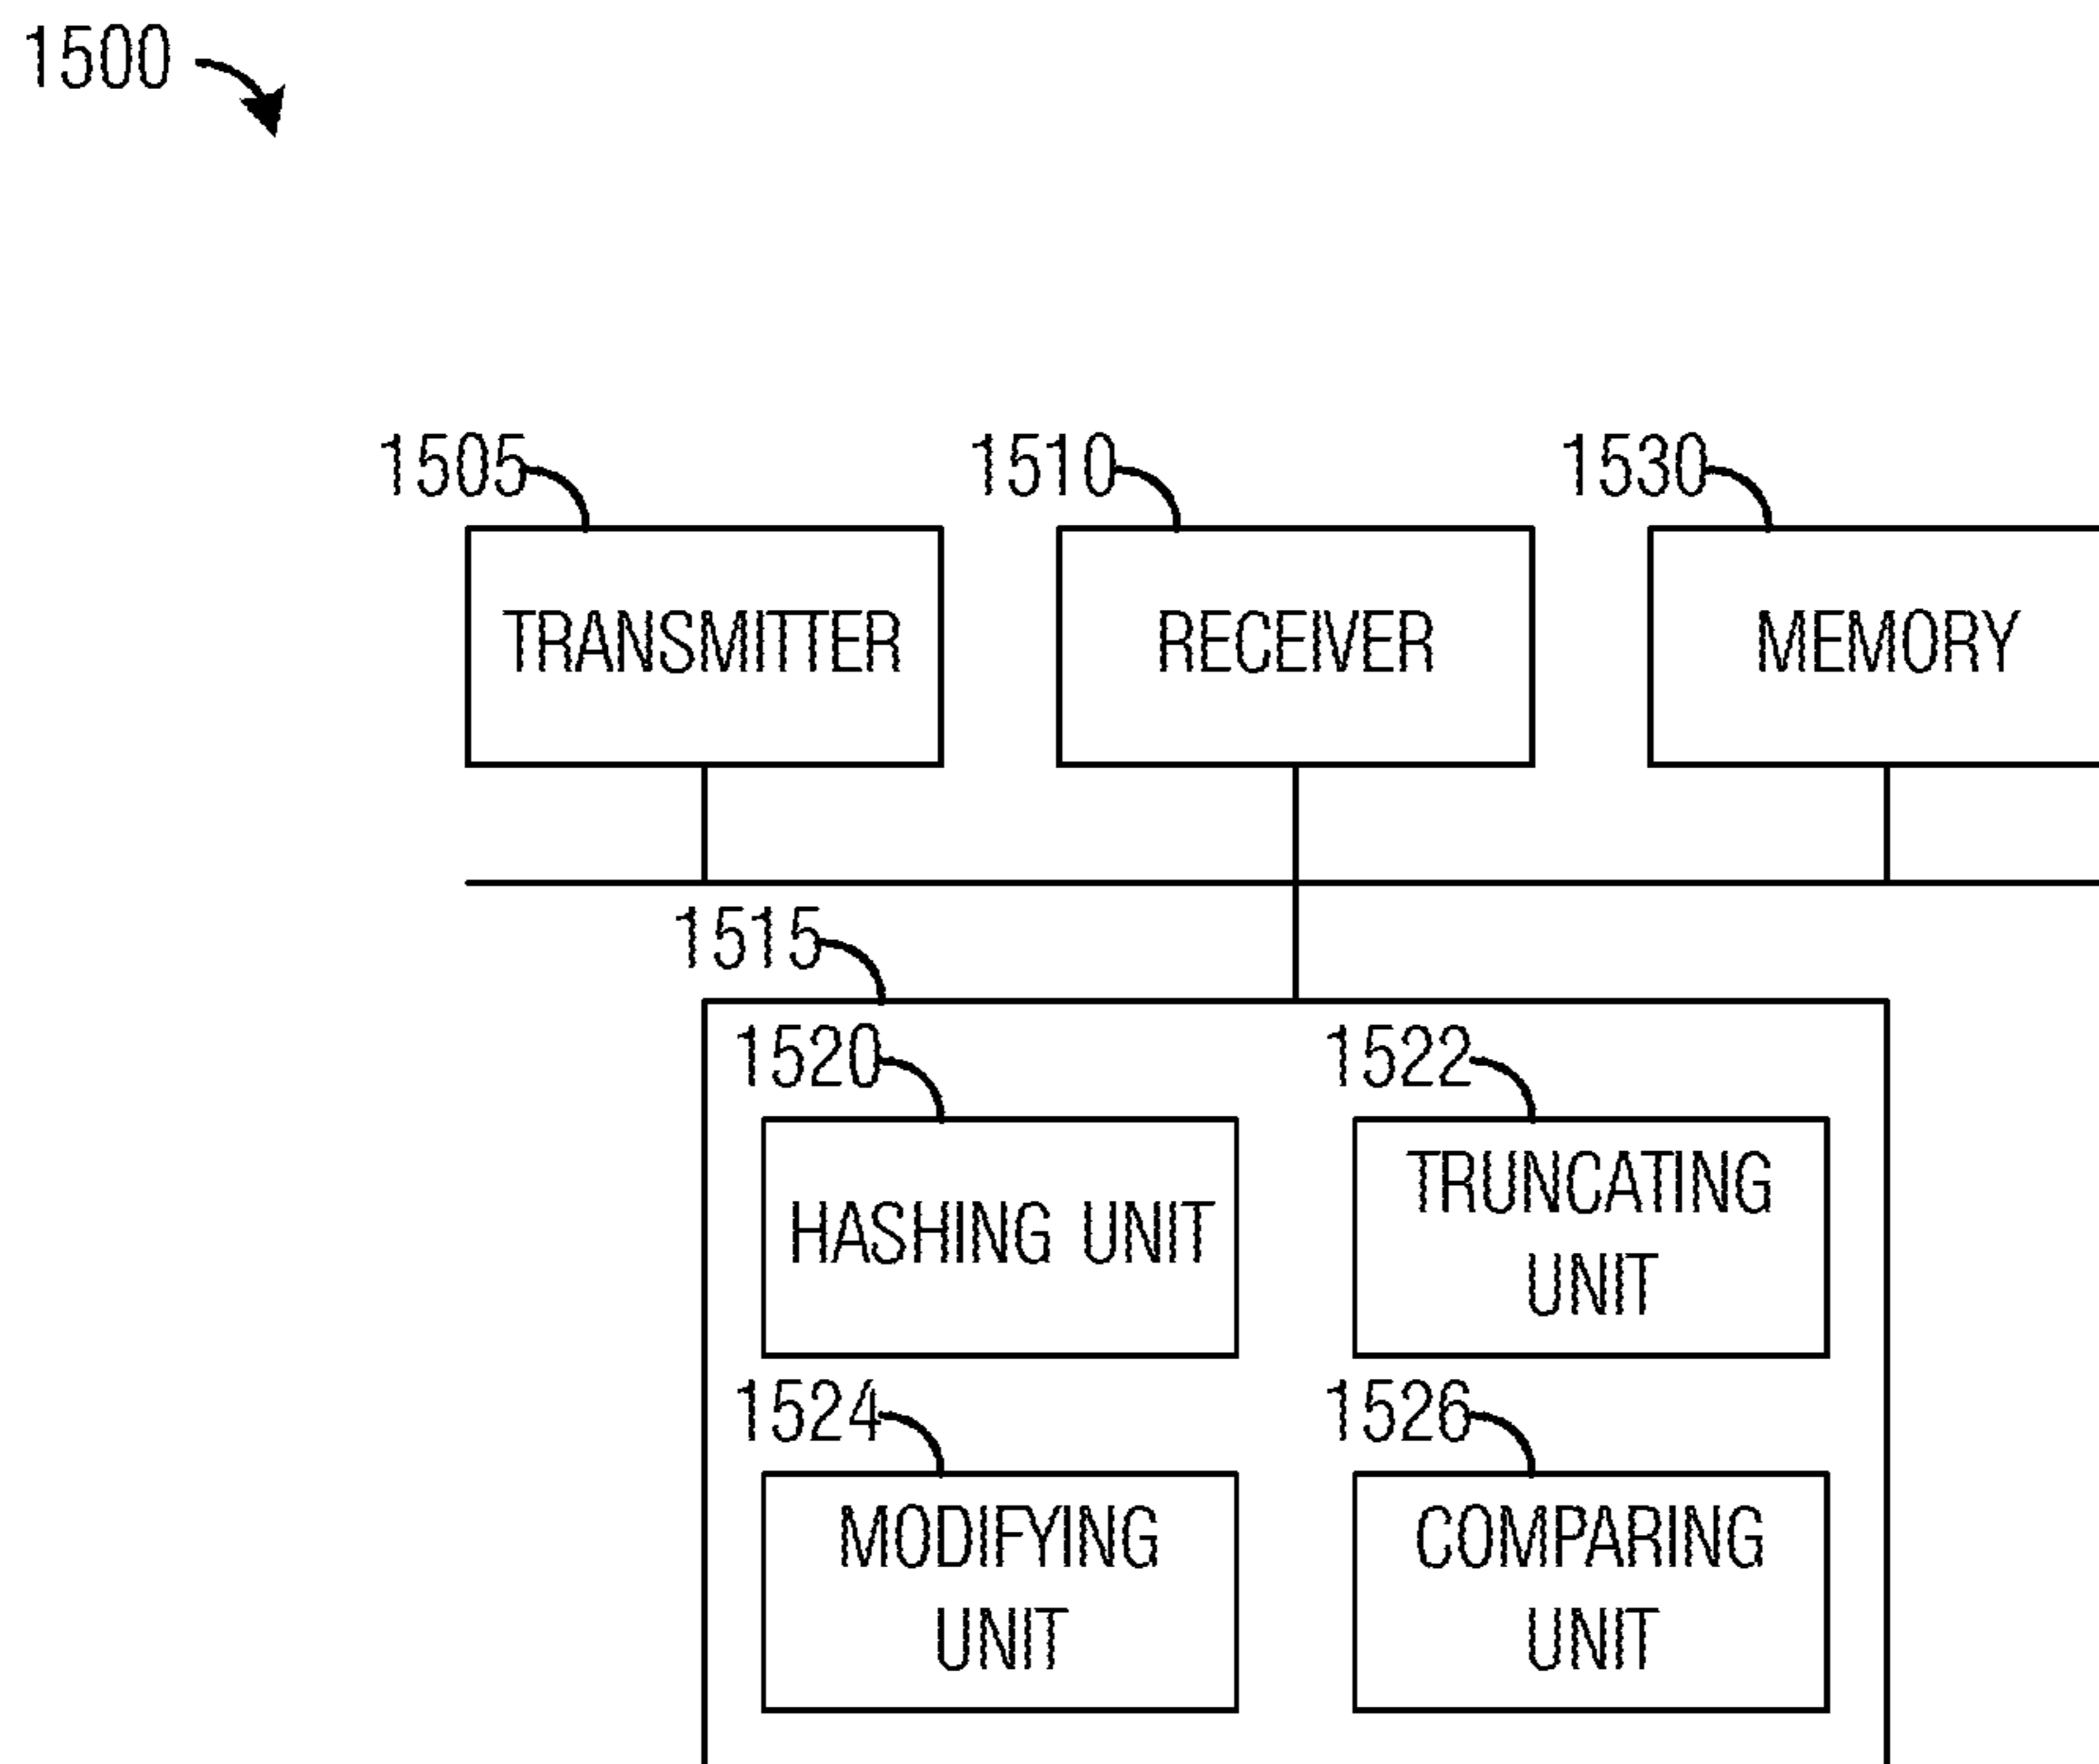 1500
1505 1510 1530
TRANSMITTER RECEIVER MEMORY
1515
1520 1522
HASHING UNIT
TRUNCATING
UNIT
1524 1526
MODIFYING
UNIT
COMPARING
UNIT